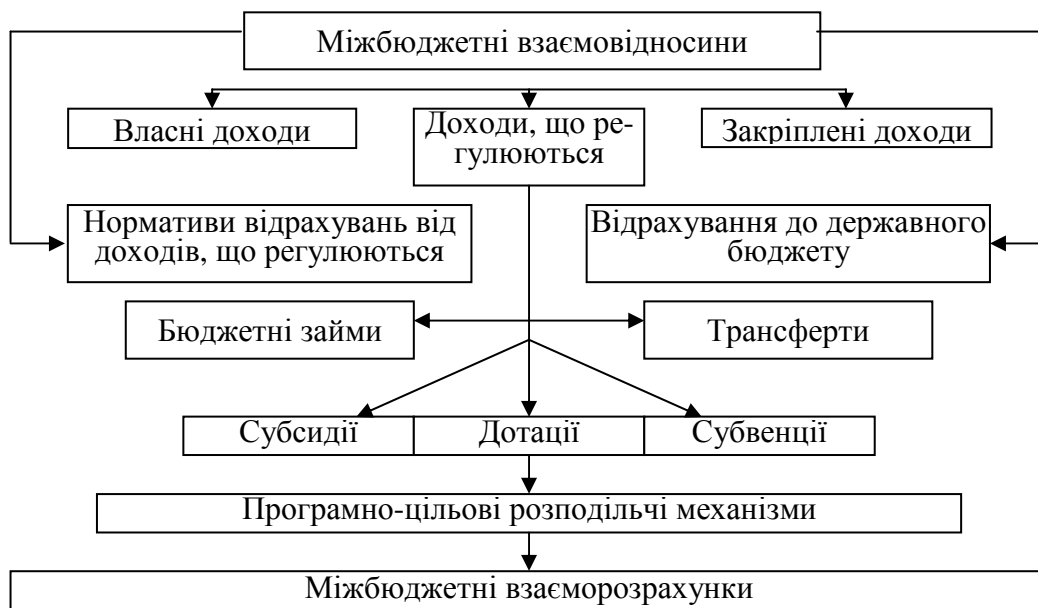 Міжбюджетні взаємовідносини
Власні доходи
Доходи, що ре-
гулюються
Закріплені доходи
Нормативи відрахувань від
доходів, що регулюються
Відрахування до державного
бюджету
Бюджетні займи
Трансферти
Субсидії
Дотації
Субвенції
Програмно-цільові розподільчі механізми
Міжбюджетні взаєморозрахунки